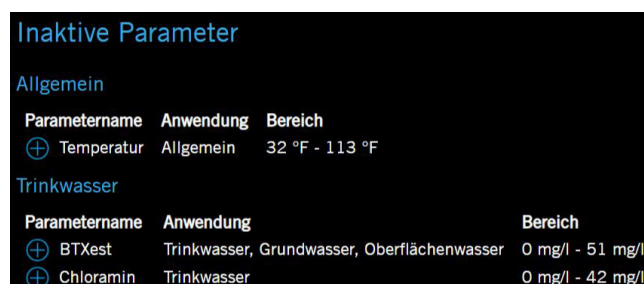 Inaktive Parameter
Allgemein
Parametername Anwendung Bereich
Temperatur Allgemein 32 °F - 113 °F
Trinkwasser
Parametername Anwendung Bereich
BTXest Trinkwasser, Grundwasser, Oberflächenwasser 0 mg/l - 51 mg/l
Chloramin Trinkwasser 0 mg/l - 42 mg/l